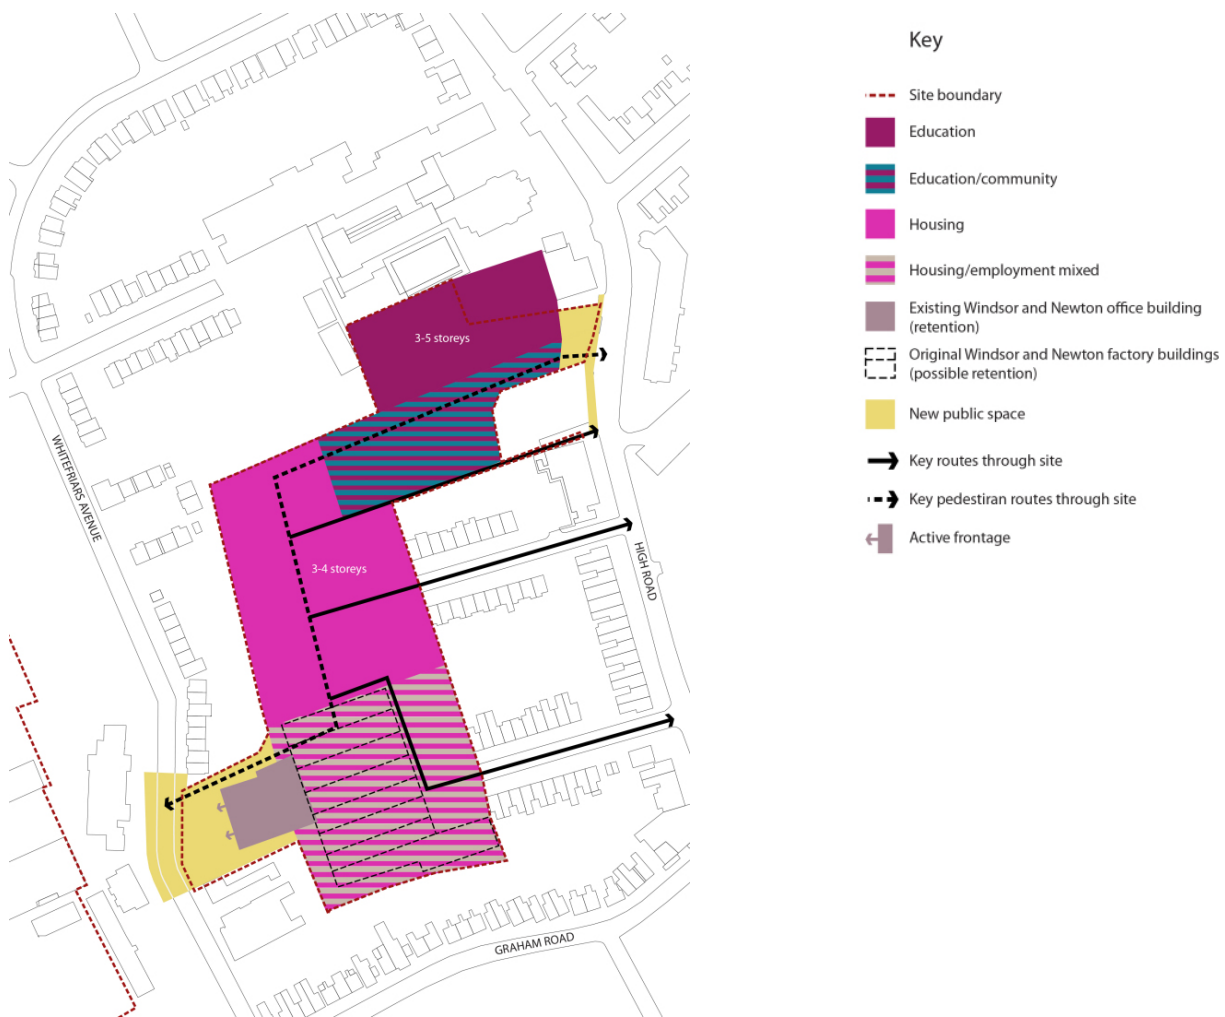 3-5 storeys
WHITEFRIARS AVENUE
3-4 storeys
HIGH ROAD
GRAHAM ROAD
Key
Site boundary
Education
Education/community
Housing
Housing/employment mixed
Existing Windsor and Newton office building
(retention)
Original Windsor and Newton factory buildings
(possible retention)
New public space
Key routes through site
Key pedestiran routes through site
Active frontage